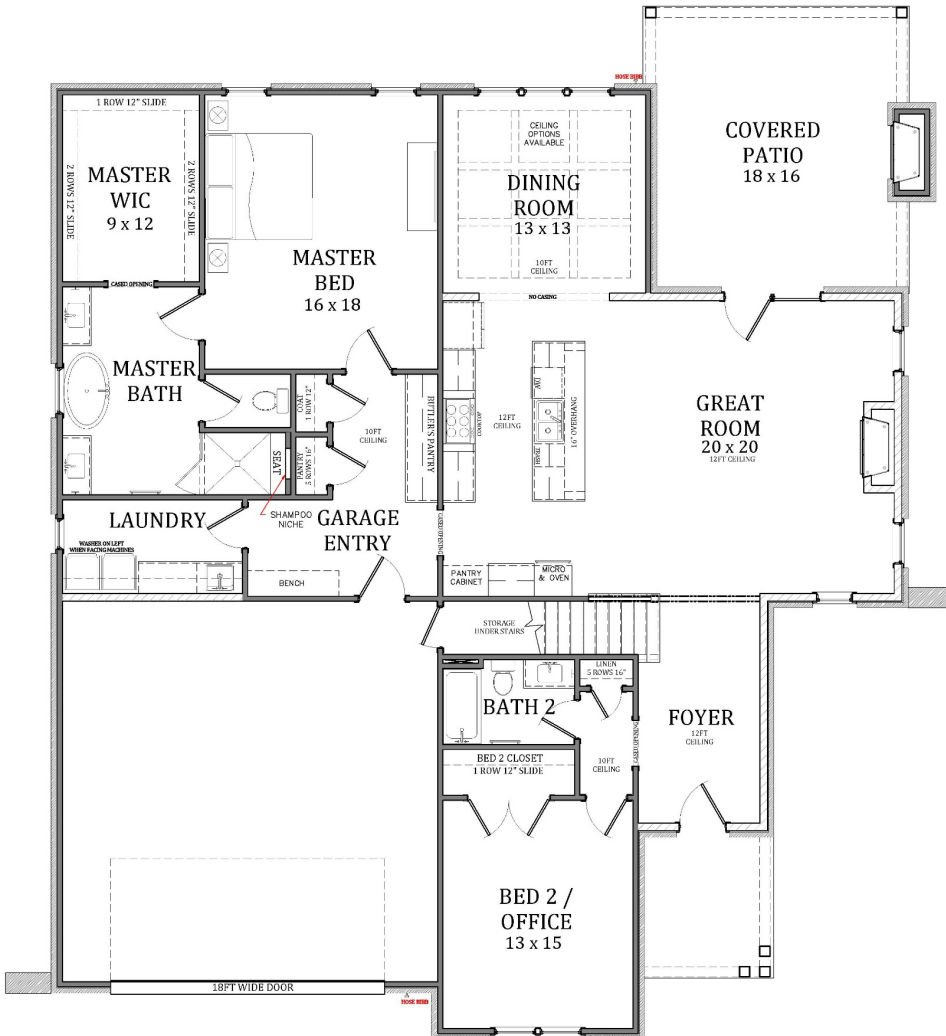 HOSE BIBB
1 ROW 12" SLIDE
2 ROWS 12" SLIDE
MASTER
WIC
9 x 12
2 ROWS 12" SLIDE
CASED OPENING
MASTER
BED
16 x 18
CEILING
OPTIONS
AVAILABLE
DINING
ROOM
13 x 13
10FT
CEILING
NO CASING
COVERED
PATIO
18 x 16
MASTER
BATH
COAT
1 ROW 12"
PANTRY
5 ROWS 16"
10FT
CEILING
BUTLER'S PANTRY
SEAT
SHAMPOO
NICHE
COOKTOP
12FT
CEILING
DW
TRASH
16" OVERHANG
GREAT
ROOM
20 x 20
12FT CEILING
LAUNDRY
WASHER ON LEFT
WHEN FACING MACHINES
GARAGE
ENTRY
BENCH
CASED OPENING
PANTRY
CABINET
MICRO
& OVEN
STORAGE
UNDER STAIRS
LINEN
5 ROWS 16"
BATH 2
CASED OPENING
FOYER
12FT
CEILING
BED 2 CLOSET
1 ROW 12" SLIDE
10FT
CEILING
BED 2 /
OFFICE
13 x 15
18FT WIDE DOOR
HOSE BIBB